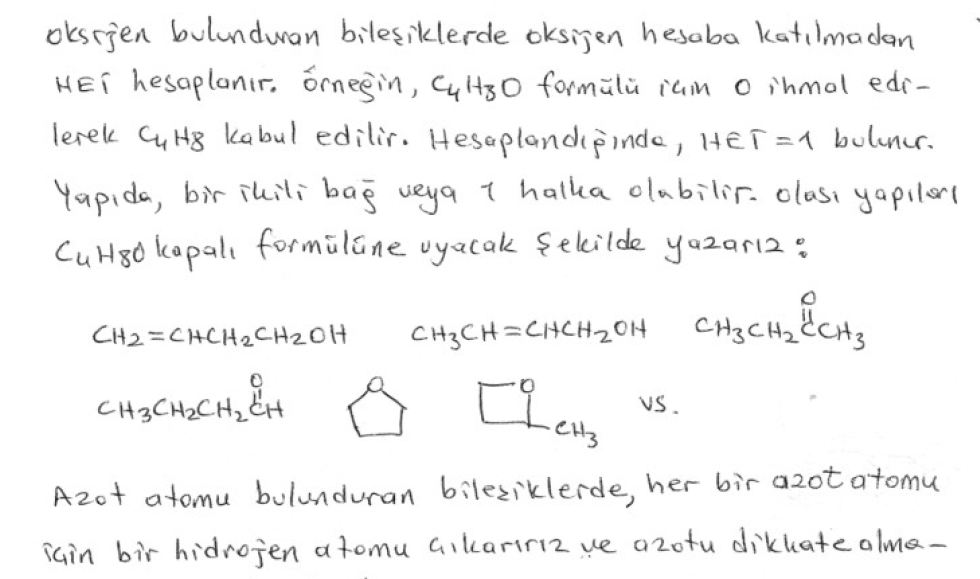 oksijen bulunduran bileşiklerde oksijen hesaba katılmadan
HEİ hesaplanır. örneğin, C4H8O formülü için O ihmal edi-
lerek C4H8 kabul edilir. Hesaplandığında, HEİ=1 bulunur.
Yapıda, bir ikili bağ veya 1 halka olabilir. olası yapıları
C4H8O kapalı formülüne uyacak şekilde yazarız:
CH2=CHCH2CH2OH CH3CH=CHCH2OH CH3CH2CCH3 O
CH3CH2CH2CH O O O CH3 vs.
Azot atomu bulunduran bileşiklerde, her bir azot atomu
için bir hidrojen atomu çıkarırız ve azotu dikkate alma-